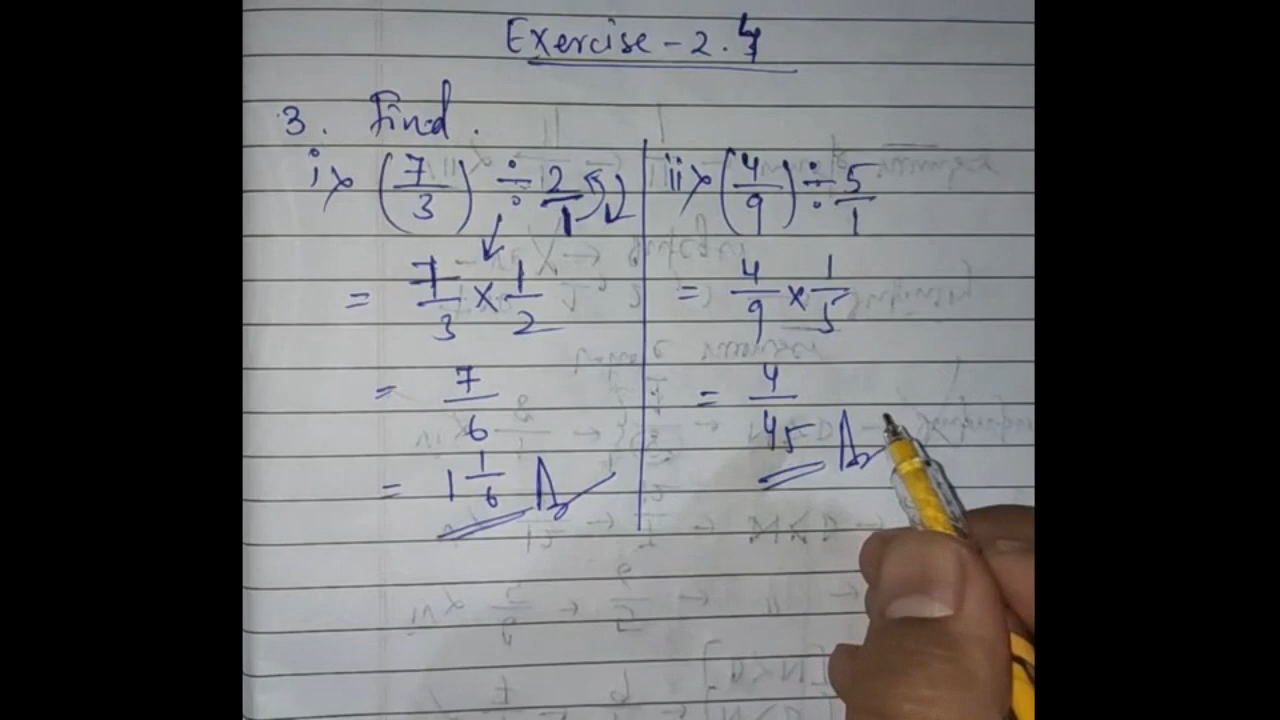 Exercise - 2.4
3. Find.
i> (7/3) ÷ 2/1
= 7/3 × 1/2
= 7/6
= 1 1/6
ii> (4/9) ÷ 5/1
= 4/9 × 1/5
= 4/45